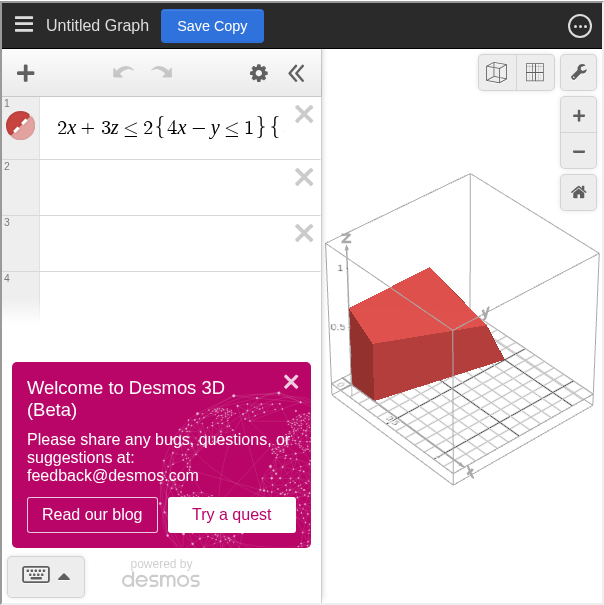 Untitled Graph
Save Copy
1
2x + 3z ≤ 2{4x − y ≤ 1}{
2
3
4
Welcome to Desmos 3D
(Beta)
Please share any bugs, questions, or
suggestions at:
feedback@desmos.com
Read our blog
Try a quest
powered by
desmos
z
1
0.5
0
y
x